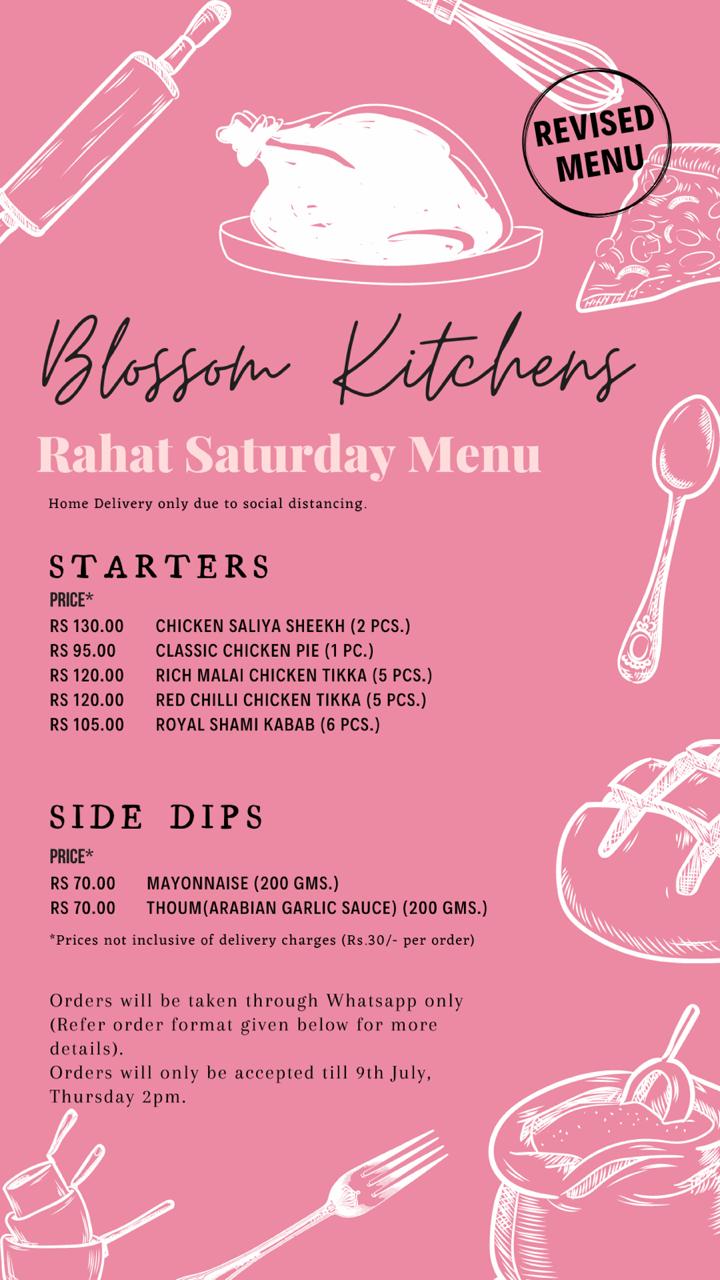 REVISED
MENU
Blossom Kitchens
Rahat Saturday Menu
Home Delivery only due to social distancing.
STARTERS
PRICE*
RS 130.00 CHICKEN SALIYA SHEEKH (2 PCS.)
RS 95.00 CLASSIC CHICKEN PIE (1 PC.)
RS 120.00 RICH MALAI CHICKEN TIKKA (5 PCS.)
RS 120.00 RED CHILLI CHICKEN TIKKA (5 PCS.)
RS 105.00 ROYAL SHAMI KABAB (6 PCS.)
SIDE DIPS
PRICE*
RS 70.00 MAYONNAISE (200 GMS.)
RS 70.00 THOUM(ARABIAN GARLIC SAUCE) (200 GMS.)
*Prices not inclusive of delivery charges (Rs.30/- per order)
Orders will be taken through Whatsapp only
(Refer order format given below for more
details).
Orders will only be accepted till 9th July,
Thursday 2pm.